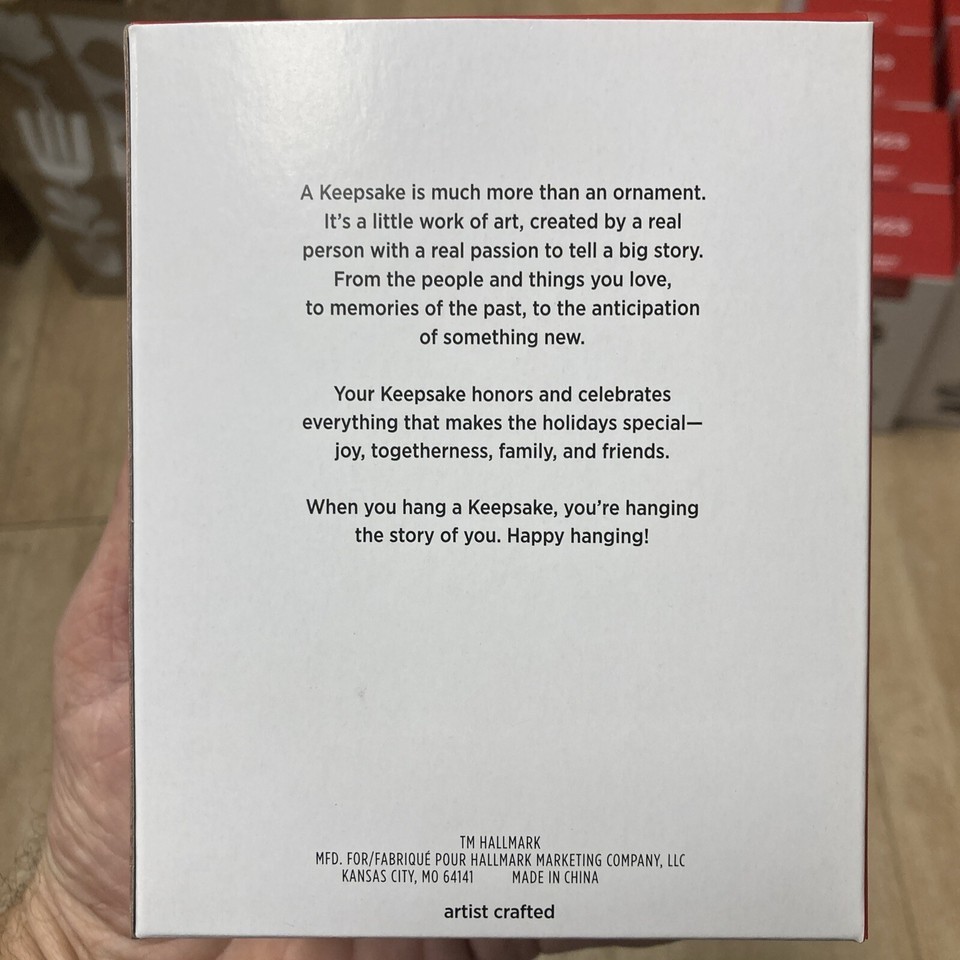 A Keepsake is much more than an ornament.
It’s a little work of art, created by a real
person with a real passion to tell a big story.
From the people and things you love,
to memories of the past, to the anticipation
of something new.
Your Keepsake honors and celebrates
everything that makes the holidays special—
joy, togetherness, family, and friends.
When you hang a Keepsake, you’re hanging
the story of you. Happy hanging!
TM HALLMARK
MFD. FOR/FABRIQUÉ POUR HALLMARK MARKETING COMPANY, LLC
KANSAS CITY, MO 64141 MADE IN CHINA
artist crafted